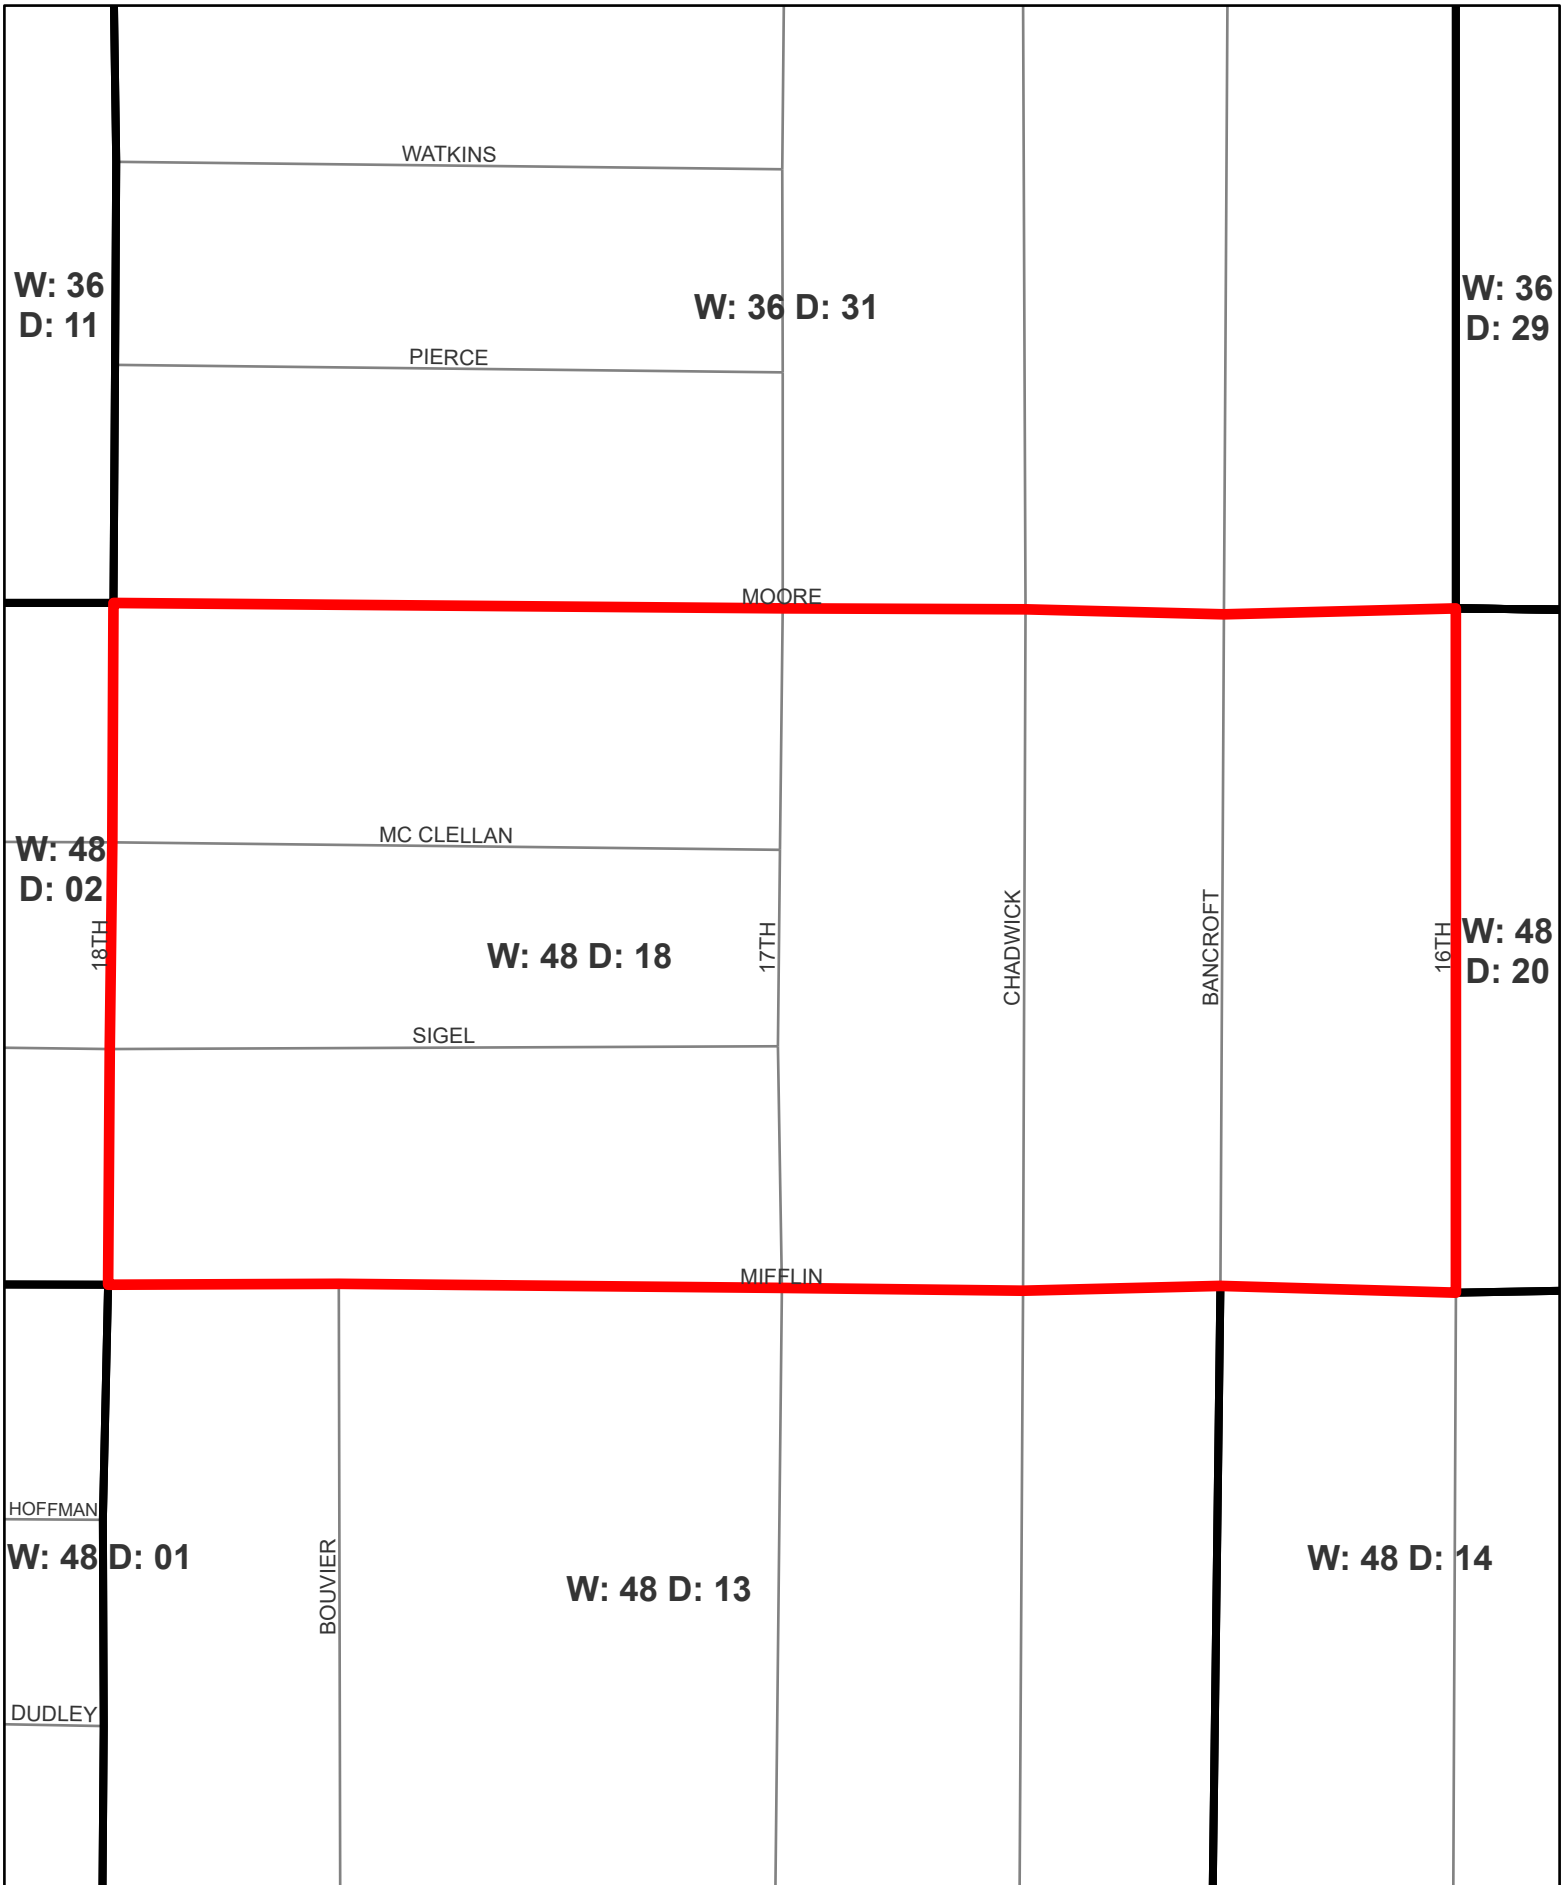 WATKINS
W: 36
D: 11
W: 36 D: 31
W: 36
D: 29
PIERCE
MOORE
MC CLELLAN
W: 48
D: 02
18TH
W: 48 D: 18
17TH
CHADWICK
BANCROFT
16TH
W: 48
D: 20
SIGEL
MIFFLIN
HOFFMAN
W: 48 D: 01
BOUVIER
W: 48 D: 13
W: 48 D: 14
DUDLEY